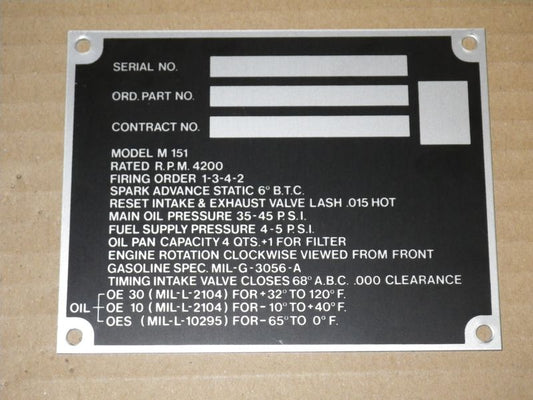 SERIAL NO.
ORD. PART NO.
CONTRACT NO.
MODEL M 151
RATED R.P.M. 4200
FIRING ORDER 1-3-4-2
SPARK ADVANCE STATIC 6° B.T.C.
RESET INTAKE & EXHAUST VALVE LASH .015 HOT
MAIN OIL PRESSURE 35-45 P.S.I.
FUEL SUPPLY PRESSURE 4-5 P.S.I.
OIL PAN CAPACITY 4 QTS.+1 FOR FILTER
ENGINE ROTATION CLOCKWISE VIEWED FROM FRONT
GASOLINE SPEC. MIL-G-3056-A
TIMING INTAKE VALVE CLOSES 68° A.B.C. .000 CLEARANCE
OE 30 (MIL-L-2104) FOR +32° TO 120° F.
OIL OE 10 (MIL-L-2104) FOR -10° TO +40° F.
OES (MIL-L-10295) FOR -65° TO 0° F.